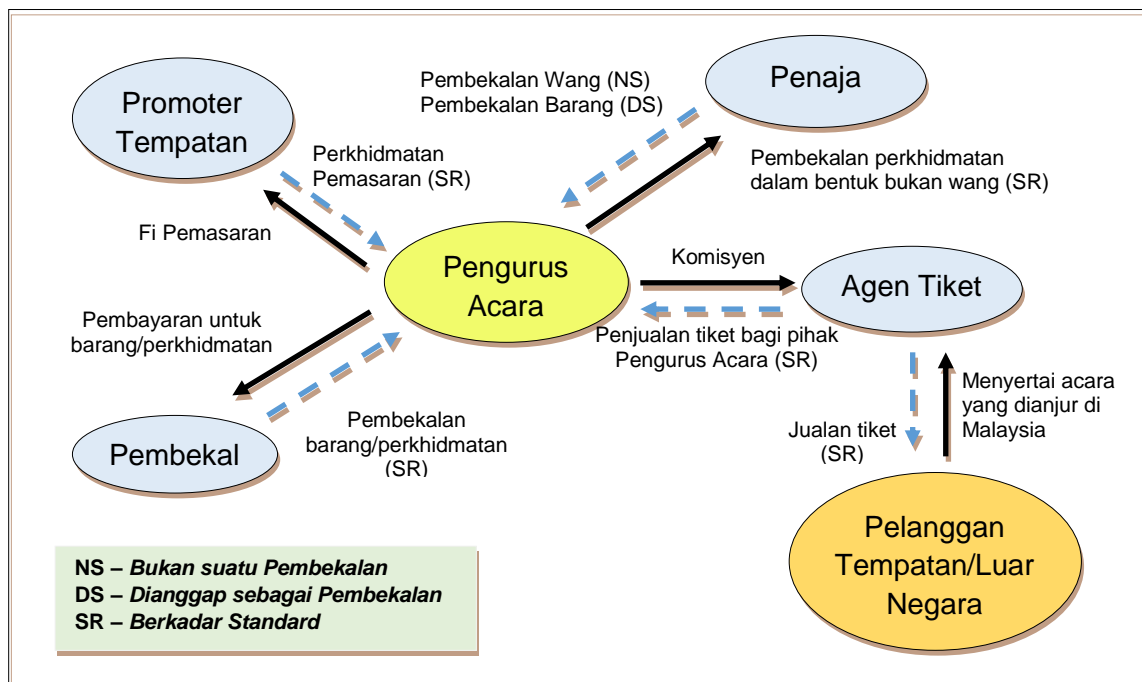 Promoter
Tempatan
Pembekalan Wang (NS)
Pembekalan Barang (DS)
Penaja
Perkhidmatan
Pemasaran (SR)
Pembekalan perkhidmatan
dalam bentuk bukan wang (SR)
Fi Pemasaran
Pengurus
Acara
Komisyen
Agen Tiket
Pembayaran untuk
barang/perkhidmatan
Penjualan tiket bagi pihak
Pengurus Acara (SR)
Menyertai acara
yang dianjur di
Malaysia
Jualan tiket
(SR)
Pembekal
Pembekalan
barang/perkhidmatan
(SR)
Pelanggan
Tempatan/Luar
Negara
NS – Bukan suatu Pembekalan
DS – Dianggap sebagai Pembekalan
SR – Berkadar Standard